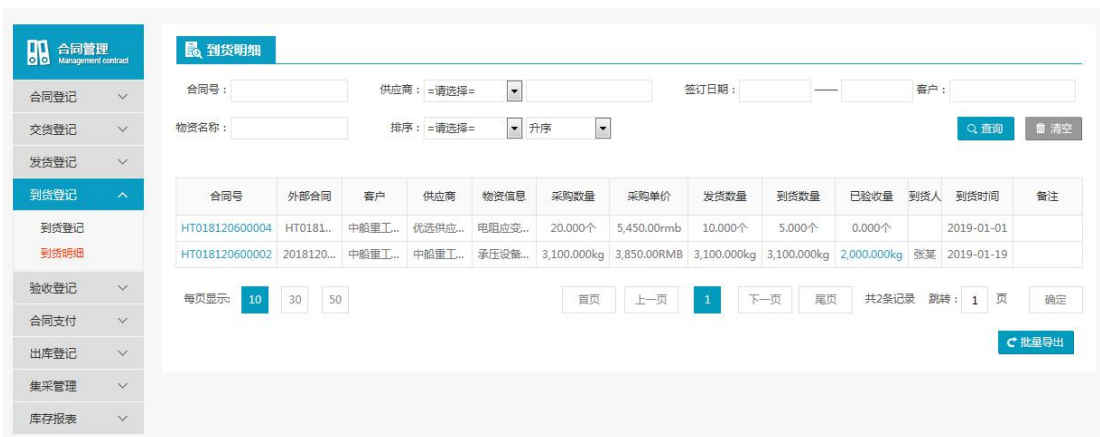 合同管理
Management contract
合同登记
交货登记
发货登记
到货登记
到货登记
到货明细
验收登记
合同支付
出库登记
集采管理
库存报表
到货明细
合同号： 供应商： =请选择= 签订日期： —— 客户：
物资名称： 排序： =请选择= 升序 查询 清空
合同号 外部合同 客户 供应商 物资信息 采购数量 采购单价 发货数量 到货数量 已验收量 到货人 到货时间 备注
HT018120600004 HT0181... 中船重工... 优选供应... 电阻应变... 20.000个 5,450.00rmb 10.000个 5.000个 0.000个 2019-01-01
HT018120600002 2018120... 中船重工... 中船重工... 承压设备... 3,100.000kg 3,850.00RMB 3,100.000kg 3,100.000kg 2,000.000kg 张某 2019-01-19
每页显示: 10 30 50 首页 上一页 1 下一页 尾页 共2条记录 跳转： 1 页 确定
批量导出